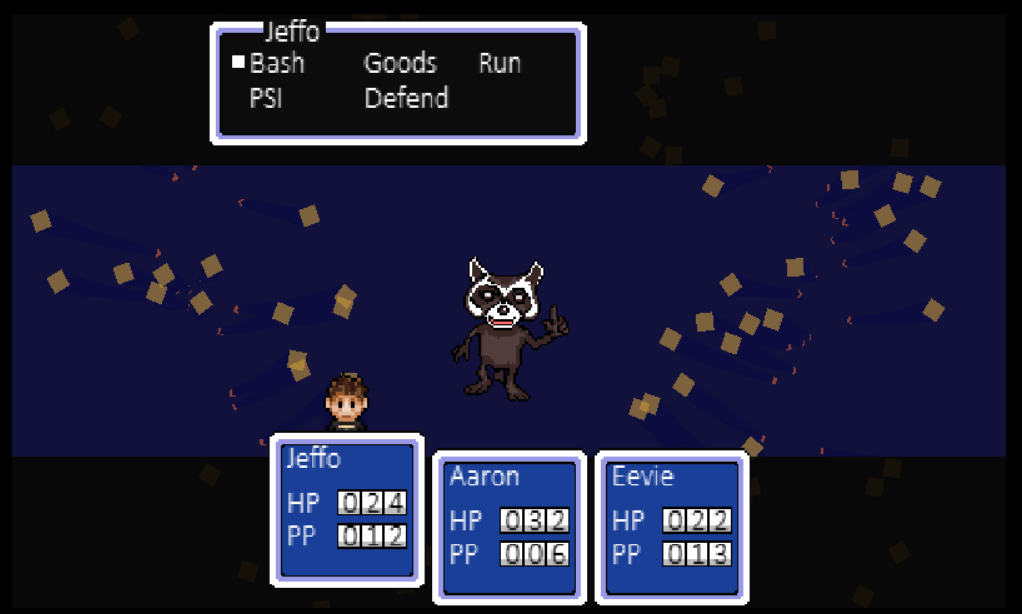 Jeffo
Bash Goods Run
PSI Defend
Jeffo
HP 024
PP 012
Aaron
HP 032
PP 006
Eevie
HP 022
PP 013